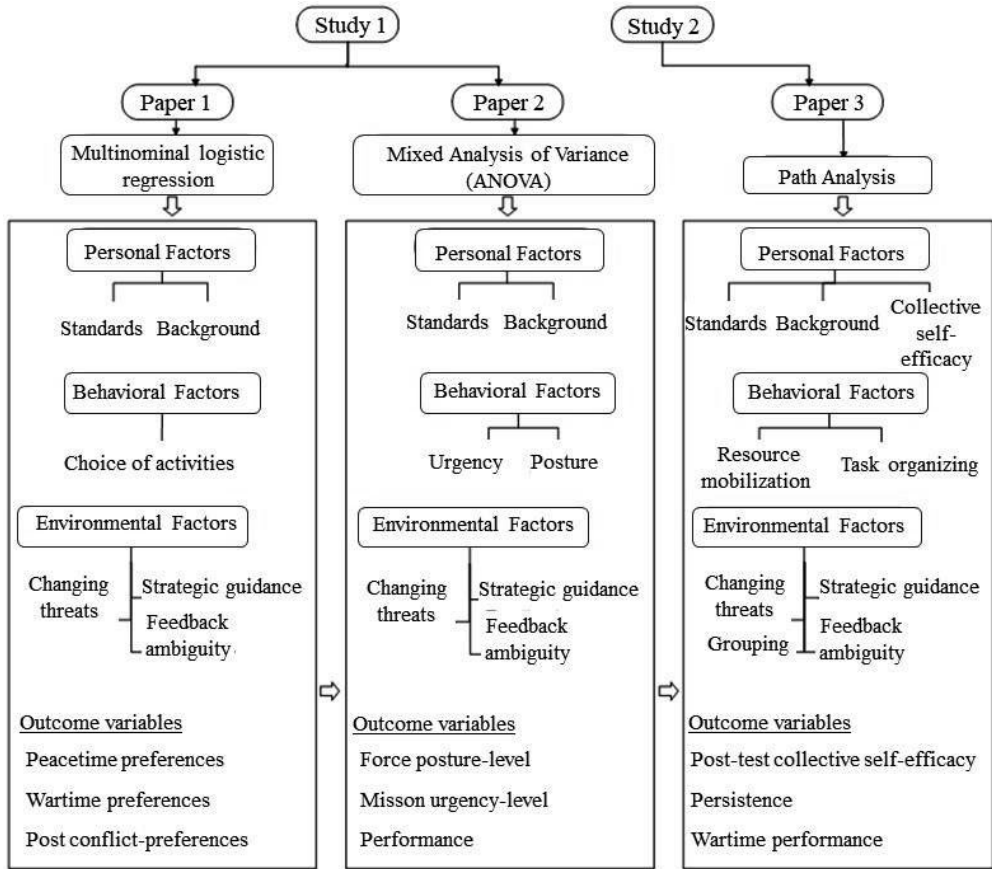 Study 1
Study 2
Paper 1
Paper 2
Paper 3
Multinominal logistic
regression
Mixed Analysis of Variance
(ANOVA)
Path Analysis
Personal Factors
Standards Background
Behavioral Factors
Choice of activities
Environmental Factors
Changing
threats
Strategic guidance
Feedback
ambiguity
Outcome variables
Peacetime preferences
Wartime preferences
Post conflict-preferences
Personal Factors
Standards Background
Behavioral Factors
Urgency Posture
Environmental Factors
Changing
threats
Strategic guidance
Feedback
ambiguity
Outcome variables
Force posture-level
Misson urgency-level
Performance
Personal Factors
Standards Background
Collective
self-
efficacy
Behavioral Factors
Resource
mobilization
Task organizing
Environmental Factors
Changing
threats
Strategic guidance
Grouping
Feedback
ambiguity
Outcome variables
Post-test collective self-efficacy
Persistence
Wartime performance